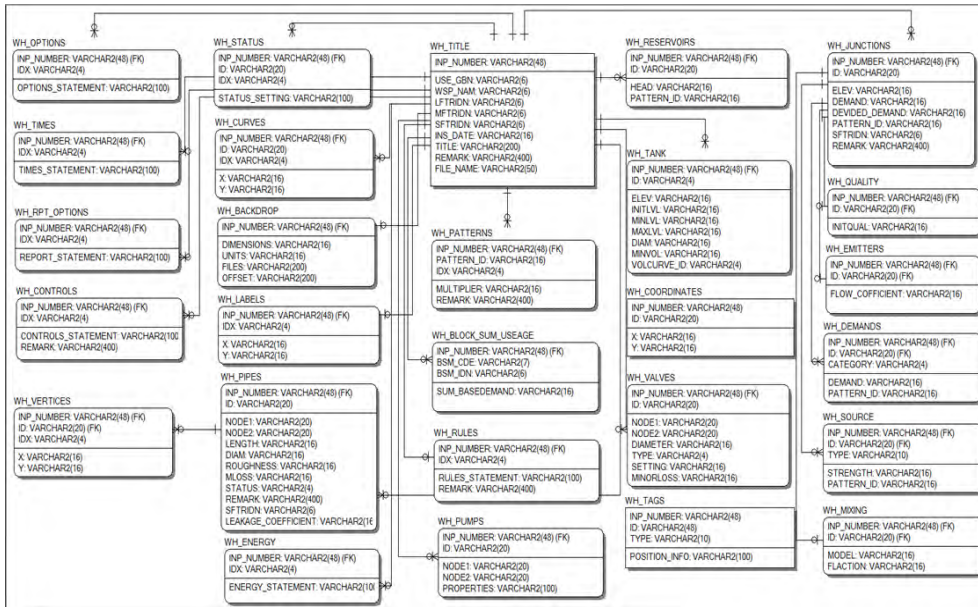 WH_OPTIONS
INP_NUMBER: VARCHAR2(48) (FK)
IDX: VARCHAR2(4)
OPTIONS_STATEMENT: VARCHAR2(100)
WH_TIMES
INP_NUMBER: VARCHAR2(48) (FK)
IDX: VARCHAR2(4)
TIMES_STATEMENT: VARCHAR2(100)
WH_RPT_OPTIONS
INP_NUMBER: VARCHAR2(48) (FK)
IDX: VARCHAR2(4)
REPORT_STATEMENT: VARCHAR2(100)
WH_CONTROLS
INP_NUMBER: VARCHAR2(48) (FK)
IDX: VARCHAR2(4)
CONTROLS_STATEMENT: VARCHAR2(100
REMARK: VARCHAR2(400)
WH_VERTICES
INP_NUMBER: VARCHAR2(48) (FK)
ID: VARCHAR2(20) (FK)
IDX: VARCHAR2(4)
X: VARCHAR2(16)
Y: VARCHAR2(16)
WH_STATUS
INP_NUMBER: VARCHAR2(48) (FK)
ID: VARCHAR2(20)
IDX: VARCHAR2(4)
STATUS_SETTING: VARCHAR2(100)
WH_CURVES
INP_NUMBER: VARCHAR2(48) (FK)
ID: VARCHAR2(20)
IDX: VARCHAR2(4)
X: VARCHAR2(16)
Y: VARCHAR2(16)
WH_BACKDROP
INP_NUMBER: VARCHAR2(48) (FK)
DIMENSIONS: VARCHAR2(16)
UNITS: VARCHAR2(16)
FILES: VARCHAR2(200)
OFFSET: VARCHAR2(200)
WH_LABELS
INP_NUMBER: VARCHAR2(48) (FK)
IDX: VARCHAR2(4)
X: VARCHAR2(16)
Y: VARCHAR2(16)
WH_PIPES
INP_NUMBER: VARCHAR2(48) (FK)
ID: VARCHAR2(20)
NODE1: VARCHAR2(20)
NODE2: VARCHAR2(20)
LENGTH: VARCHAR2(16)
DIAM: VARCHAR2(16)
ROUGHNESS: VARCHAR2(16)
MLOSS: VARCHAR2(16)
STATUS: VARCHAR2(4)
REMARK: VARCHAR2(400)
SFTRIDN: VARCHAR2(6)
LEAKAGE_COEFFICIENT: VARCHAR2(16
WH_ENERGY
INP_NUMBER: VARCHAR2(48) (FK)
IDX: VARCHAR2(4)
ENERGY_STATEMENT: VARCHAR2(100
WH_TITLE
INP_NUMBER: VARCHAR2(48)
USE_GBN: VARCHAR2(6)
WSP_NAM: VARCHAR2(6)
LFTRIDN: VARCHAR2(6)
MFTRIDN: VARCHAR2(6)
SFTRIDN: VARCHAR2(6)
INS_DATE: VARCHAR2(16)
TITLE: VARCHAR2(200)
REMARK: VARCHAR2(400)
FILE_NAME: VARCHAR2(50)
WH_PATTERNS
INP_NUMBER: VARCHAR2(48) (FK)
PATTERN_ID: VARCHAR2(16)
IDX: VARCHAR2(4)
MULTIPLIER: VARCHAR2(16)
REMARK: VARCHAR2(400)
WH_BLOCK_SUM_USEAGE
INP_NUMBER: VARCHAR2(48) (FK)
BSM_CDE: VARCHAR2(7)
BSM_IDN: VARCHAR2(6)
SUM_BASEDEMAND: VARCHAR2(16)
WH_RULES
INP_NUMBER: VARCHAR2(48) (FK)
IDX: VARCHAR2(4)
RULES_STATEMENT: VARCHAR2(100)
REMARK: VARCHAR2(400)
WH_PUMPS
INP_NUMBER: VARCHAR2(48) (FK)
ID: VARCHAR2(20)
NODE1: VARCHAR2(20)
NODE2: VARCHAR2(20)
PROPERTIES: VARCHAR2(100)
WH_RESERVOIRS
INP_NUMBER: VARCHAR2(48) (FK)
ID: VARCHAR2(20)
HEAD: VARCHAR2(16)
PATTERN_ID: VARCHAR2(16)
WH_TANK
INP_NUMBER: VARCHAR2(48) (FK)
ID: VARCHAR2(4)
ELEV: VARCHAR2(16)
INITLVL: VARCHAR2(16)
MINLVL: VARCHAR2(16)
MAXLVL: VARCHAR2(16)
DIAM: VARCHAR2(16)
MINVOL: VARCHAR2(16)
VOLCURVE_ID: VARCHAR2(4)
WH_COORDINATES
INP_NUMBER: VARCHAR2(48)
ID: VARCHAR2(20)
X: VARCHAR2(16)
Y: VARCHAR2(16)
WH_VALVES
INP_NUMBER: VARCHAR2(48) (FK)
ID: VARCHAR2(20)
NODE1: VARCHAR2(20)
NODE2: VARCHAR2(20)
DIAMETER: VARCHAR2(16)
TYPE: VARCHAR2(4)
SETTING: VARCHAR2(16)
MINORLOSS: VARCHAR2(16)
WH_TAGS
INP_NUMBER: VARCHAR2(48)
ID: VARCHAR2(48)
TYPE: VARCHAR2(10)
POSITION_INFO: VARCHAR2(100)
WH_JUNCTIONS
INP_NUMBER: VARCHAR2(48) (FK)
ID: VARCHAR2(20)
ELEV: VARCHAR2(16)
DEMAND: VARCHAR2(16)
DEVIDED_DEMAND: VARCHAR2(16)
PATTERN_ID: VARCHAR2(16)
SFTRIDN: VARCHAR2(6)
REMARK: VARCHAR2(400)
WH_QUALITY
INP_NUMBER: VARCHAR2(48) (FK)
ID: VARCHAR2(20) (FK)
INITQUAL: VARCHAR2(16)
WH_EMITTERS
INP_NUMBER: VARCHAR2(48) (FK)
ID: VARCHAR2(20) (FK)
FLOW_COFFICIENT: VARCHAR2(16)
WH_DEMANDS
INP_NUMBER: VARCHAR2(48) (FK)
ID: VARCHAR2(20) (FK)
CATEGORY: VARCHAR2(4)
DEMAND: VARCHAR2(16)
PATTERN_ID: VARCHAR2(16)
WH_SOURCE
INP_NUMBER: VARCHAR2(48) (FK)
ID: VARCHAR2(20) (FK)
TYPE: VARCHAR2(10)
STRENGTH: VARCHAR2(16)
PATTERN_ID: VARCHAR2(16)
WH_MIXING
INP_NUMBER: VARCHAR2(48) (FK)
ID: VARCHAR2(20) (FK)
MODEL: VARCHAR2(16)
FLACTION: VARCHAR2(16)